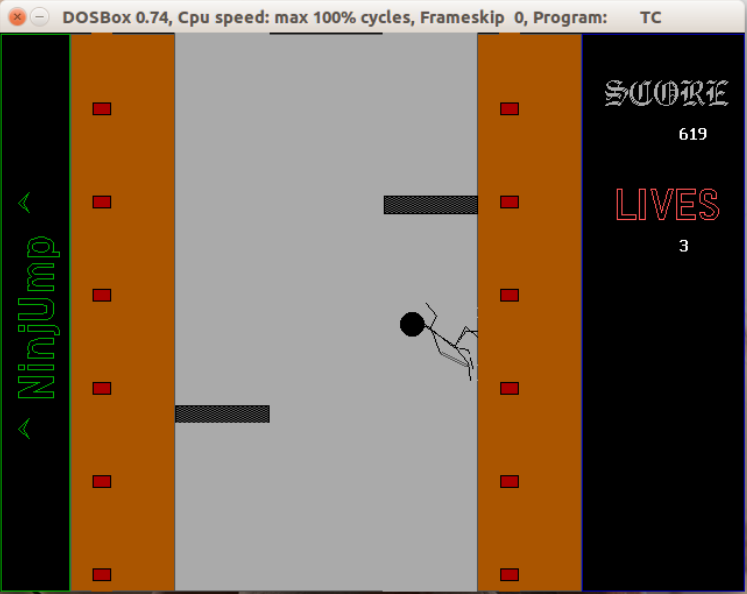 DOSBox 0.74, Cpu speed: max 100% cycles, Frameskip 0, Program: TC
< NinjUmp <
SCORE
619
LIVES
3